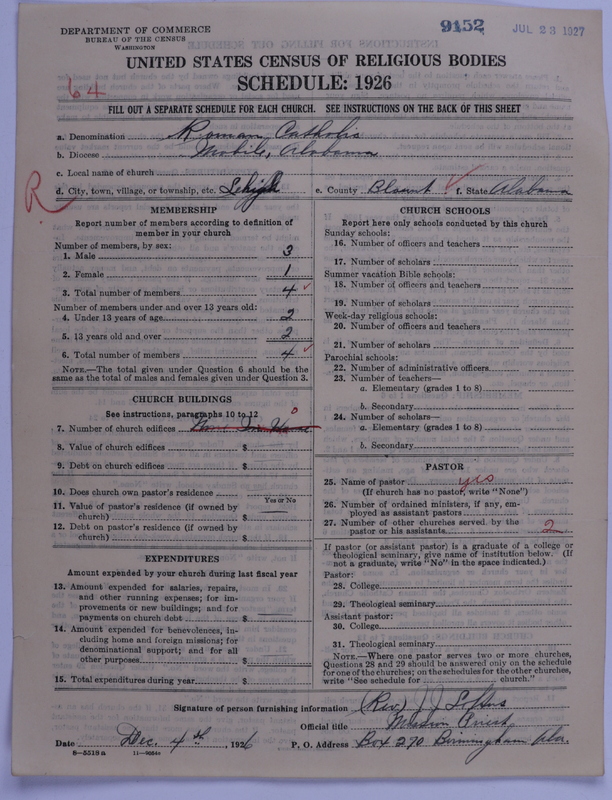 DEPARTMENT OF COMMERCE
BUREAU OF THE CENSUS
WASHINGTON
9152
JUL 23 1927
UNITED STATES CENSUS OF RELIGIOUS BODIES
SCHEDULE: 1926
64
FILL OUT A SEPARATE SCHEDULE FOR EACH CHURCH. SEE INSTRUCTIONS ON THE BACK OF THIS SHEET
a. Denomination Roman Catholic
b. Diocese Mobile, Alabama
c. Local name of church
R
d. City, town, village, or township, etc. Lehigh e. County Blount f. State Alabama
MEMBERSHIP
Report number of members according to definition of
member in your church
Number of members, by sex:
1. Male 3
2. Female 1
3. Total number of members 4
Number of members under and over 13 years old:
4. Under 13 years of age 2
5. 13 years old and over 2
6. Total number of members 4
NOTE.—The total given under Question 6 should be the
same as the total of males and females given under Question 3.
CHURCH BUILDINGS
See instructions, paragraphs 10 to 12
0
7. Number of church edifices
8. Value of church edifices $
9. Debt on church edifices $
10. Does church own pastor's residence
Yes or No
11. Value of pastor's residence (if owned by
church) $
12. Debt on pastor's residence (if owned by
church) $
EXPENDITURES
Amount expended by your church during last fiscal year
13. Amount expended for salaries, repairs,
and other running expenses; for im-
provements or new buildings; and for
payments on church debt $
14. Amount expended for benevolences, in-
cluding home and foreign missions; for
denominational support; and for all
other purposes $
15. Total expenditures during year $
CHURCH SCHOOLS
Report here only schools conducted by this church
Sunday schools:
16. Number of officers and teachers
17. Number of scholars
Summer vacation Bible schools:
18. Number of officers and teachers
19. Number of scholars
Week-day religious schools:
20. Number of officers and teachers
21. Number of scholars
Parochial schools:
22. Number of administrative officers
23. Number of teachers—
a. Elementary (grades 1 to 8)
b. Secondary
24. Number of scholars—
a. Elementary (grades 1 to 8)
b. Secondary
PASTOR
25. Name of pastor yes
(If church has no pastor, write "None")
26. Number of ordained ministers, if any, em-
ployed as assistant pastors
27. Number of other churches served by the
pastor or his assistants 2
If pastor (or assistant pastor) is a graduate of a college or
theological seminary, give name of institution below. (If
not a graduate, write "No" in the space indicated.)
Pastor:
28. College
29. Theological seminary
Assistant pastor:
30. College
31. Theological seminary
NOTE.—Where one pastor serves two or more churches,
Questions 28 and 29 should be answered only on the schedule
for one of the churches; on the schedules for the other churches,
write "See schedule for church."
Signature of person furnishing information (Rev) J. J. Loftus
Official title Mission Priest
Date Dec. 4th, 1926 P. O. Address Box 270 Birmingham Ala.
8-5518a 11-9684c